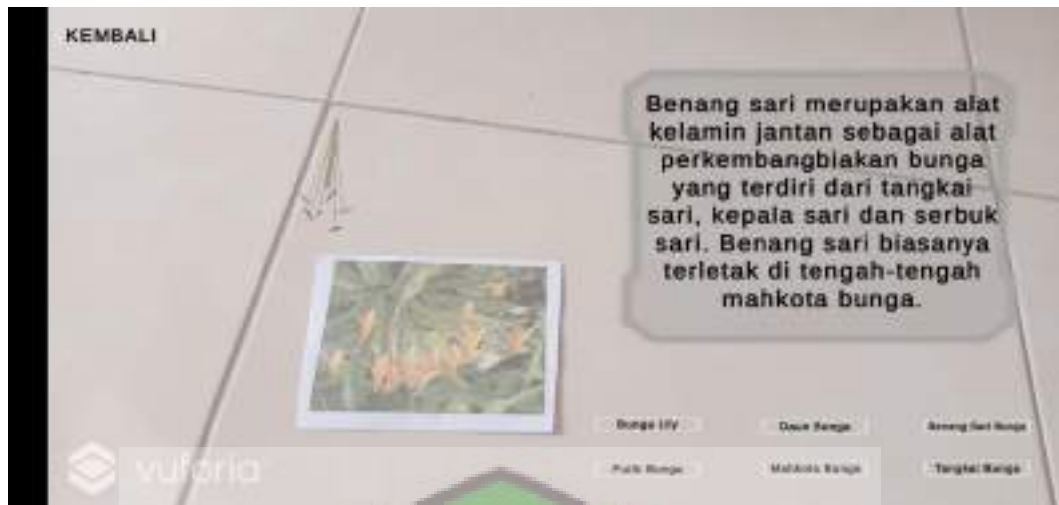 KEMBALI
Benang sari merupakan alat
kelamin jantan sebagai alat
perkembangbiakan bunga
yang terdiri dari tangkai
sari, kepala sari dan serbuk
sari. Benang sari biasanya
terletak di tengah-tengah
mahkota bunga.
Bunga Lily
Daun Bunga
Benang Sari Bunga
Putik Bunga
Mahkota Bunga
Tangkai Bunga
vuforia